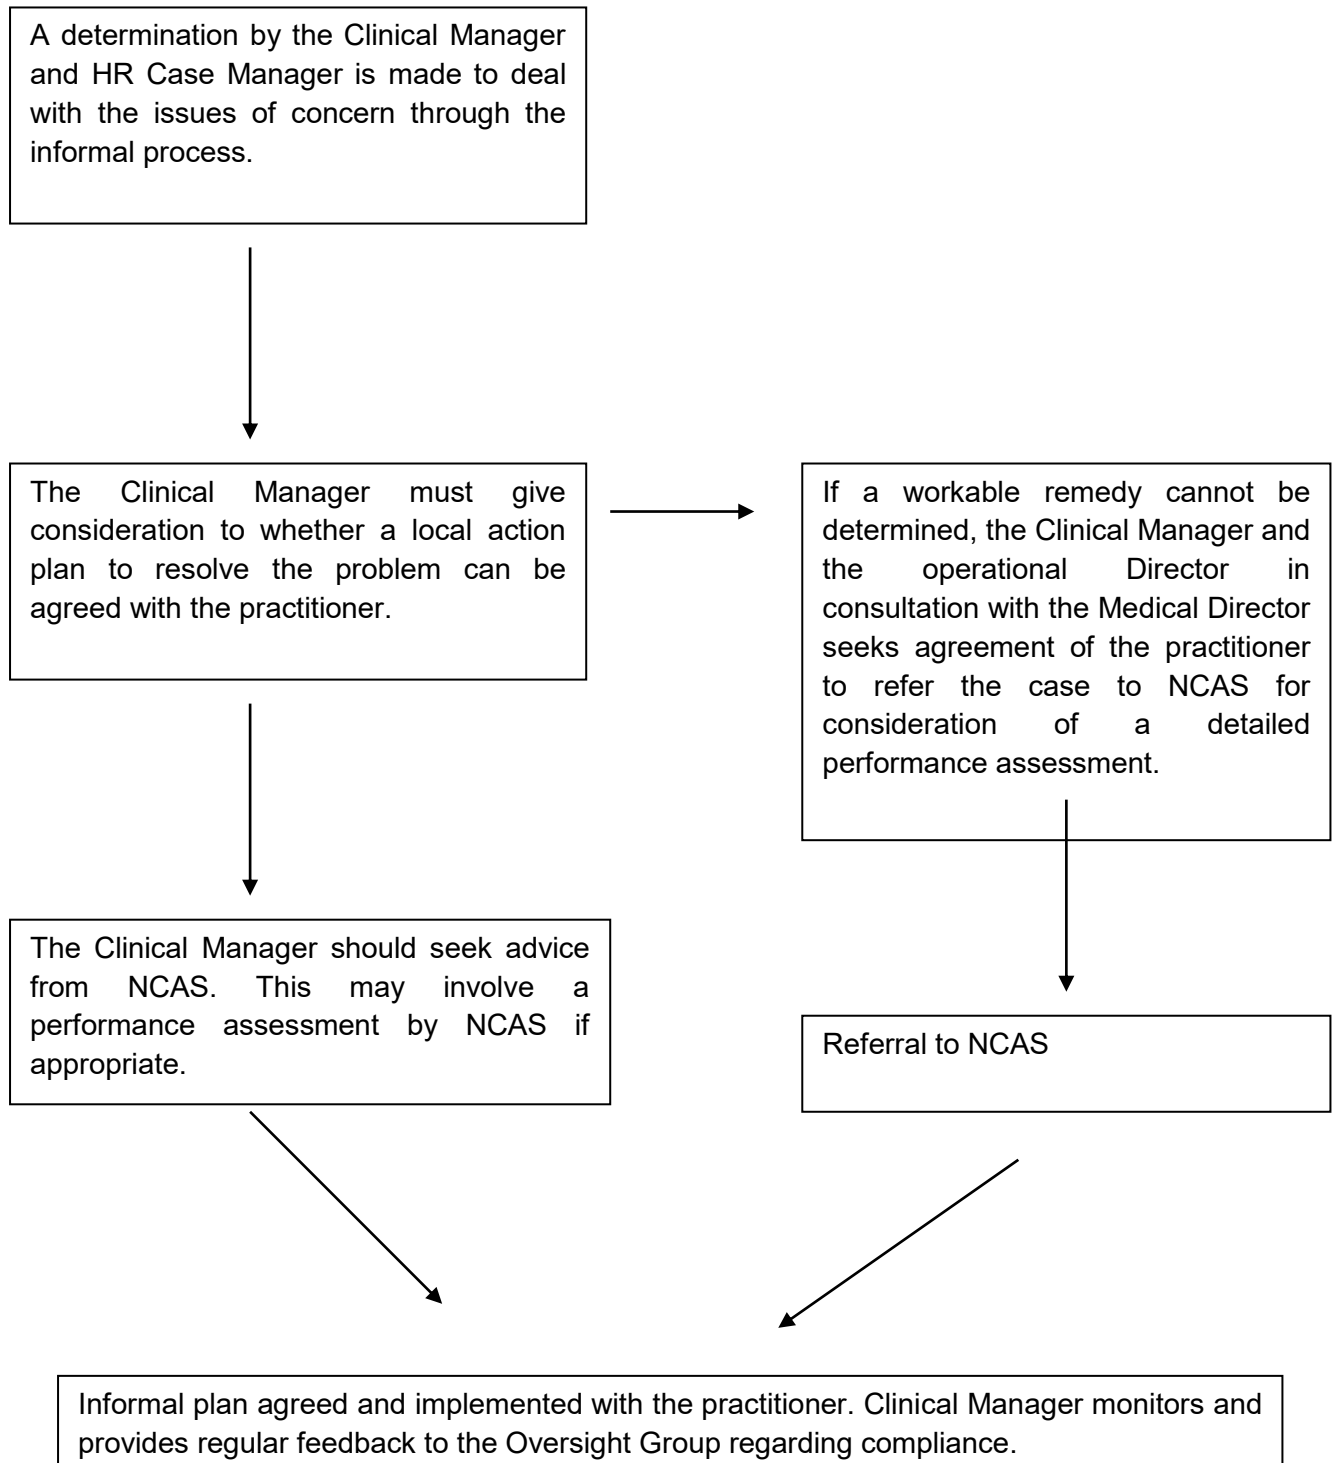 A determination by the Clinical Manager
and HR Case Manager is made to deal
with the issues of concern through the
informal process.
The Clinical Manager must give
consideration to whether a local action
plan to resolve the problem can be
agreed with the practitioner.
If a workable remedy cannot be
determined, the Clinical Manager and
the operational Director in
consultation with the Medical Director
seeks agreement of the practitioner
to refer the case to NCAS for
consideration of a detailed
performance assessment.
The Clinical Manager should seek advice
from NCAS. This may involve a
performance assessment by NCAS if
appropriate.
Referral to NCAS
Informal plan agreed and implemented with the practitioner. Clinical Manager monitors and
provides regular feedback to the Oversight Group regarding compliance.